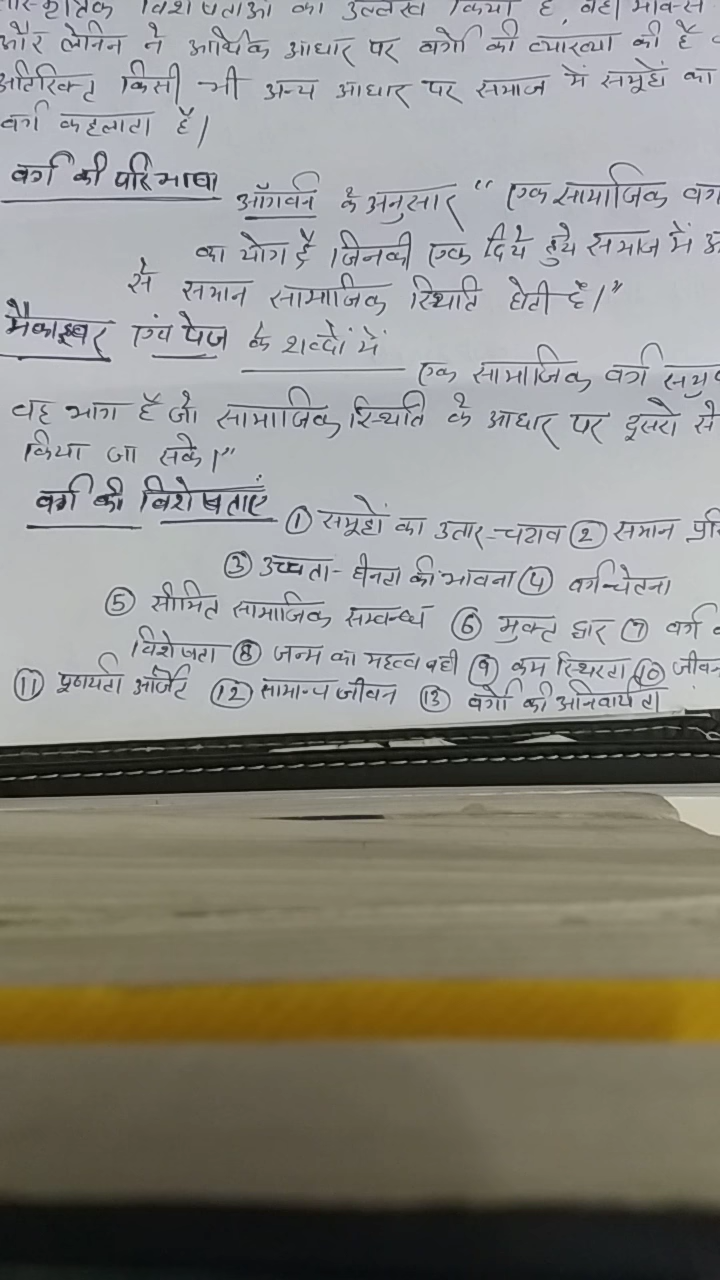 विशेषताओं का उल्लेख किया है, वही मार्क्स
और लेनिन ने आर्थिक आधार पर वर्गो की व्याख्या की है
अतिरिक्ट किसी भी अन्य आधार पर समाज में समूहों का
वर्ग कहलाता है।
वर्ग की परिभाषा ऑगवर्न के अनुसार “ एक सामाजिक वर्ग
का योग है जिनकी एक दिये हुये समाज में
से समान सामाजिक स्थिति होती है।”
मैकाइवर एंव पेज के शब्दों में एक सामाजिक वर्ग
वह भाग है जो सामाजिक स्थिति के आधार पर दूसरो से
किया जा सके।”
वर्ग की विशेषताएं ① समूहों का उतार-चढाव ② समान
③ उच्चता-हीनता की भावना ④ वर्गचेतना
⑤ सीमित सामाजिक सम्बन्ध ⑥ मुक्त द्वार ⑦ वर्ग
विशेषता ⑧ जन्म का महत्व नही ⑨ कम स्थिरता ⑩ जीवन
⑪ पूर्णयता अर्जित ⑫ सामान्य जीवन ⑬ वर्गो की अनिवार्यता